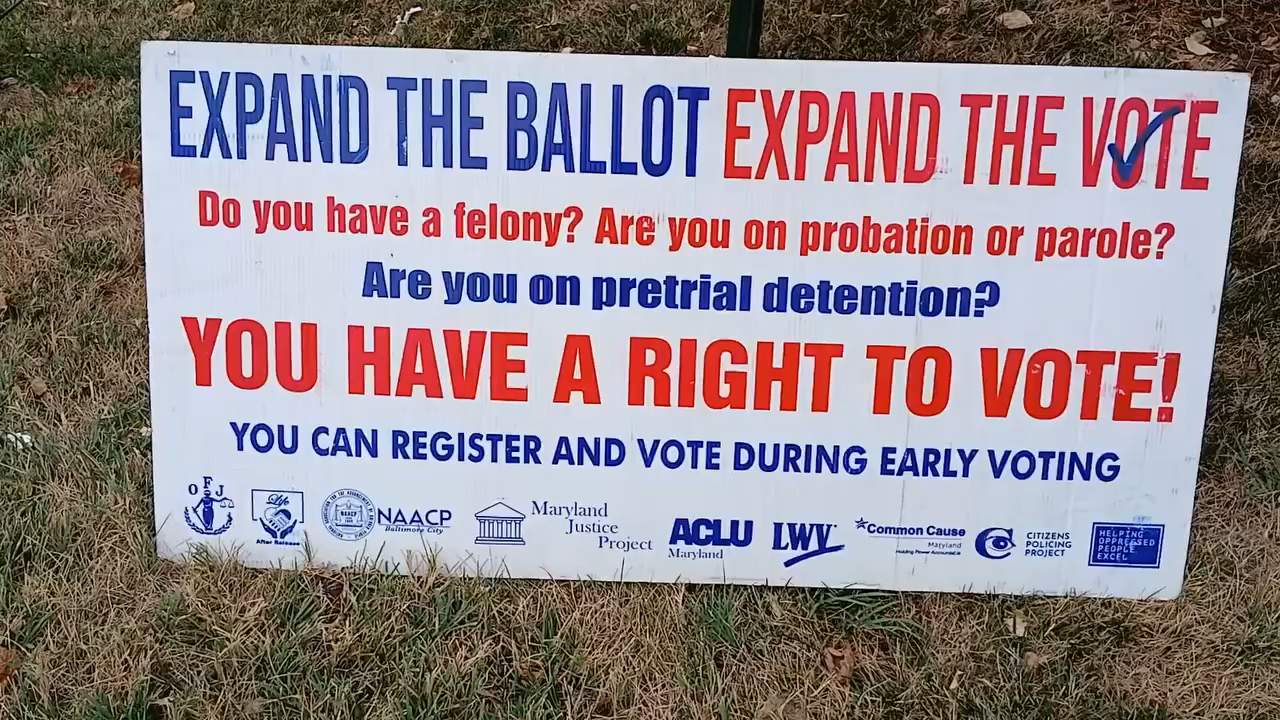 EXPAND THE BALLOT EXPAND THE VOTE
Do you have a felony? Are you on probation or parole?
Are you on pretrial detention?
YOU HAVE A RIGHT TO VOTE!
YOU CAN REGISTER AND VOTE DURING EARLY VOTING
OFJ
Life
After Release
NAACP
NAACP
Baltimore City
Maryland
Justice
Project
ACLU
Maryland
LWV
Common Cause
Maryland
Holding Power Accountable
CITIZENS
POLICING
PROJECT
HELPING
OPPRESSED
PEOPLE
EXCEL